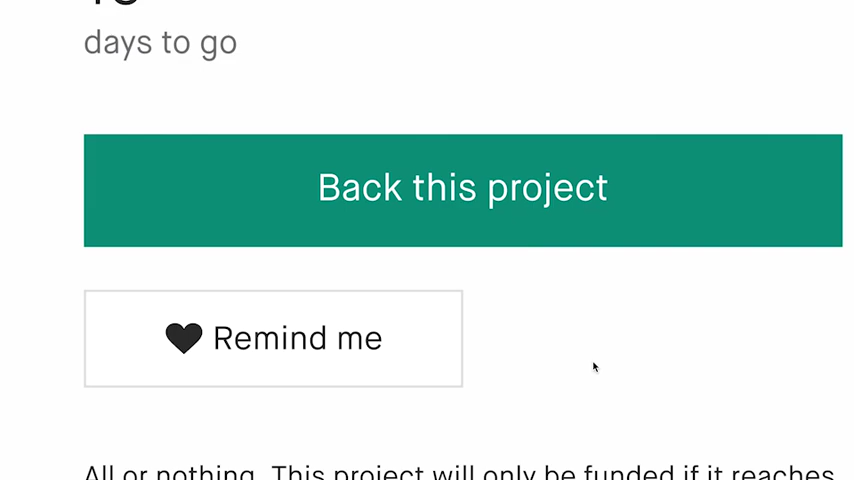 days to go
Back this project
Remind me
All or nothing. This project will only be funded if it reaches